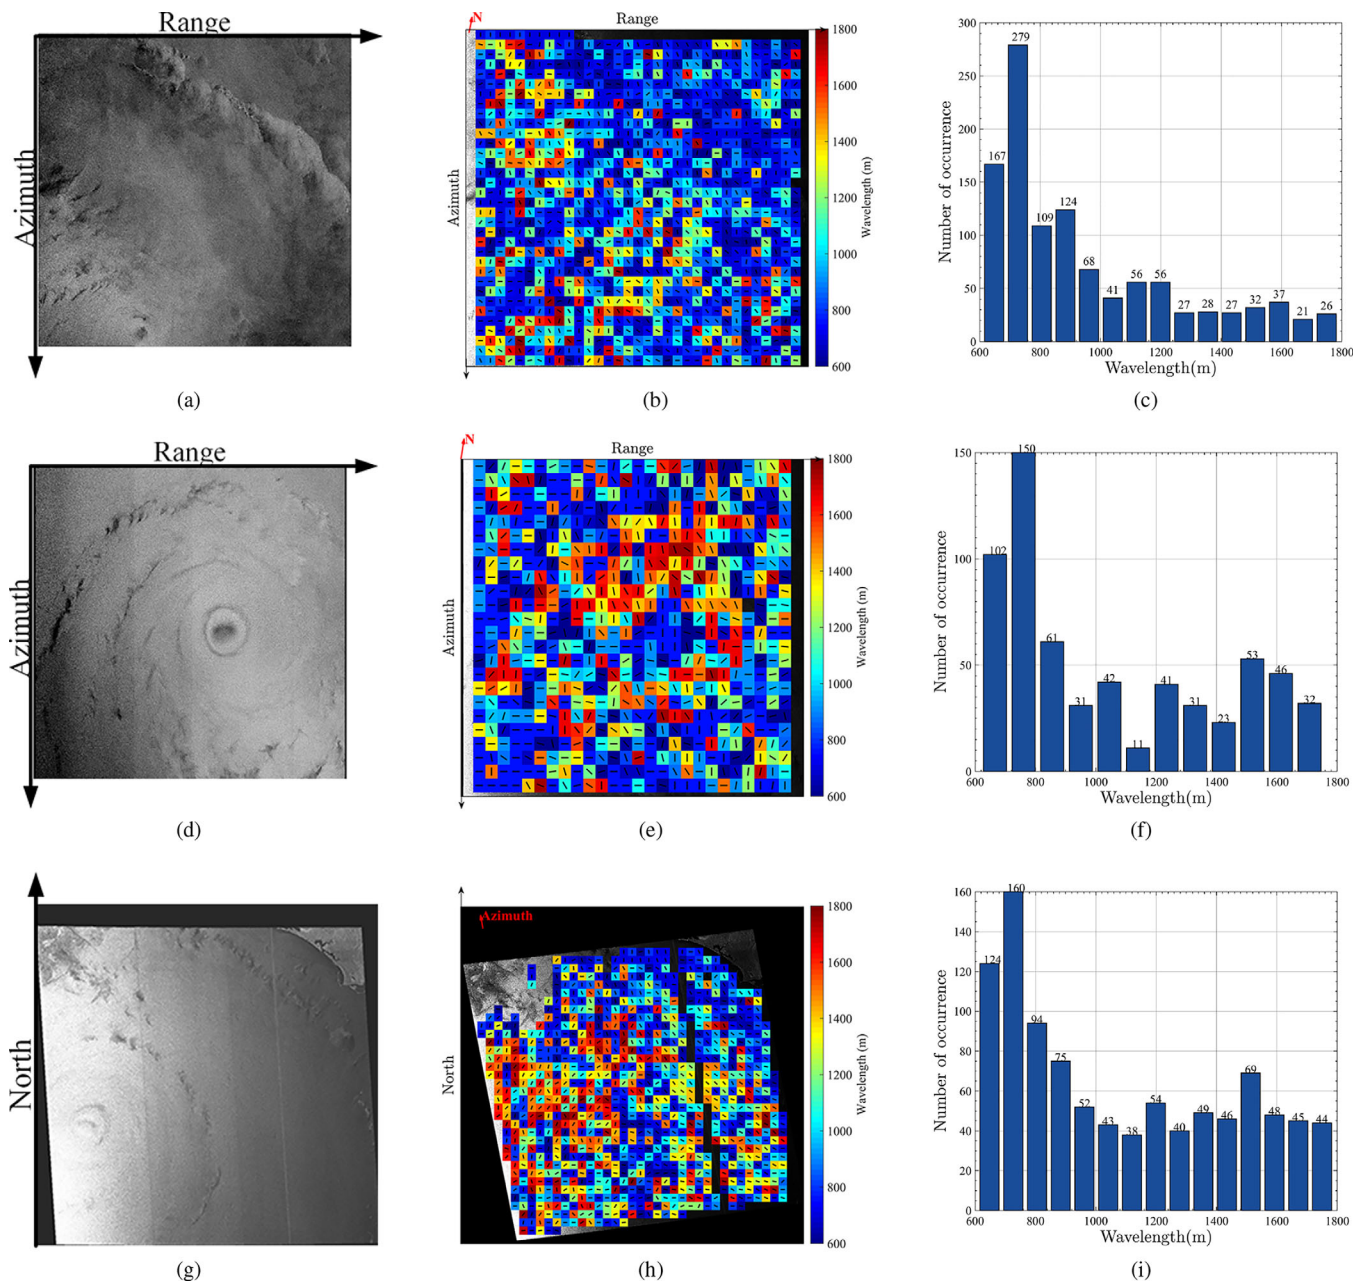 Range
Azimuth
(a)
N
Range
Azimuth
1800
1600
1400
1200
1000
800
600
Wavelength (m)
(b)
300
250
200
150
100
50
0
Number of occurrence
167
279
109
124
68
41
56
56
27
28
27
32
37
21
26
600 800 1000 1200 1400 1600 1800
Wavelength(m)
(c)
Range
Azimuth
(d)
N
Range
Azimuth
1800
1600
1400
1200
1000
800
600
Wavelength (m)
(e)
150
100
50
0
Number of occurrence
102
150
61
31
42
11
41
31
23
53
46
32
600 800 1000 1200 1400 1600 1800
Wavelength(m)
(f)
North
(g)
Azimuth
North
1800
1600
1400
1200
1000
800
600
Wavelength (m)
(h)
160
140
120
100
80
60
40
20
0
Number of occurrence
124
160
94
75
52
43
38
54
40
49
46
69
48
45
44
600 800 1000 1200 1400 1600 1800
Wavelength(m)
(i)